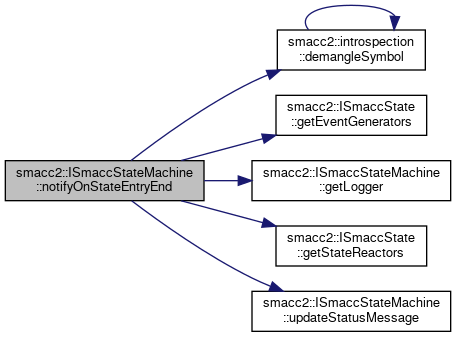 smacc2::introspection
::demangleSymbol
smacc2::ISmaccState
::getEventGenerators
smacc2::ISmaccStateMachine
::notifyOnStateEntryEnd
smacc2::ISmaccStateMachine
::getLogger
smacc2::ISmaccState
::getStateReactors
smacc2::ISmaccStateMachine
::updateStatusMessage